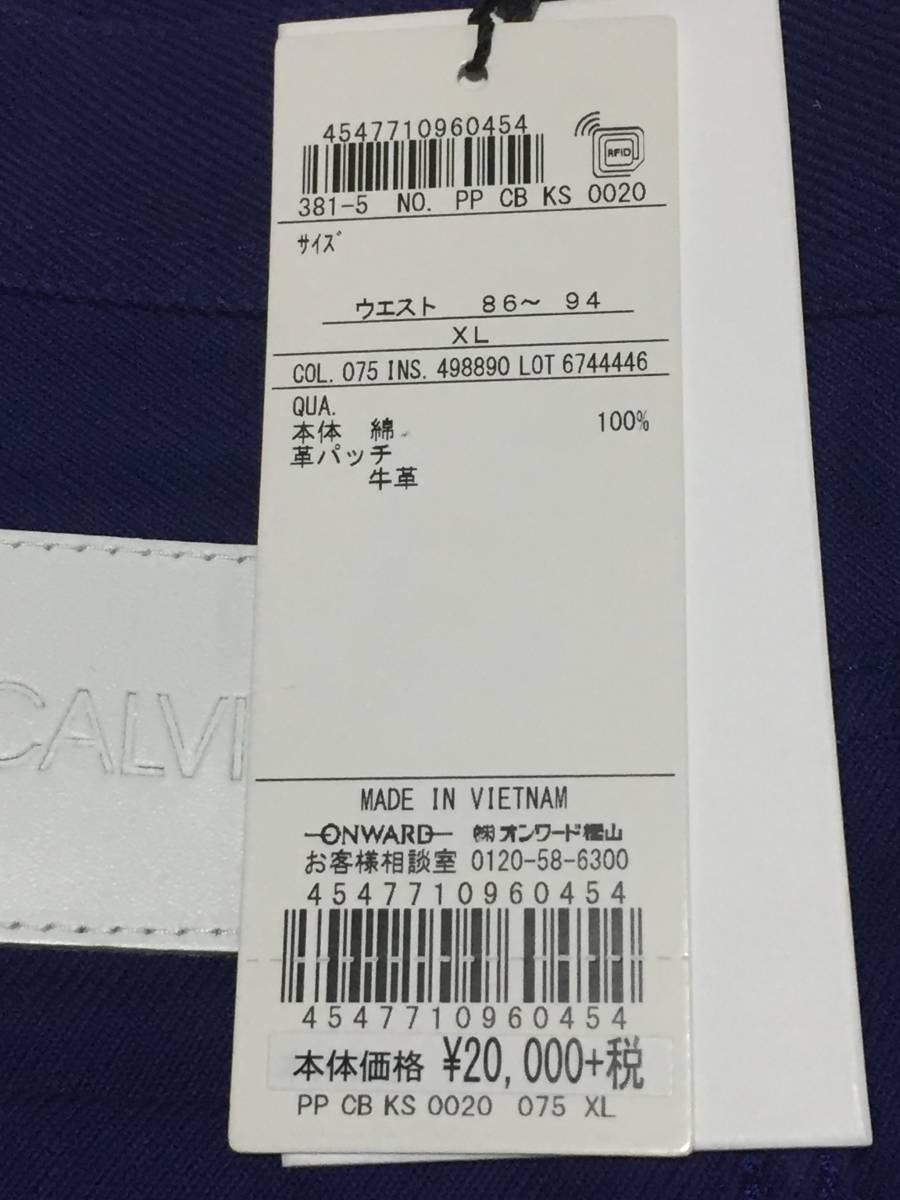 4547710960454
RFID
381-5 NO. PP CB KS 0020
サイズ
ウエスト 86～ 94
XL
COL. 075 INS. 498890 LOT 6744446
QUA.
本体 綿 100%
革パッチ
牛革
CALVI
MADE IN VIETNAM
ONWARD ㈱オンワード樫山
お客様相談室 0120-58-6300
4547710960454
4547710960454
本体価格 ¥20,000+税
PP CB KS 0020 075 XL